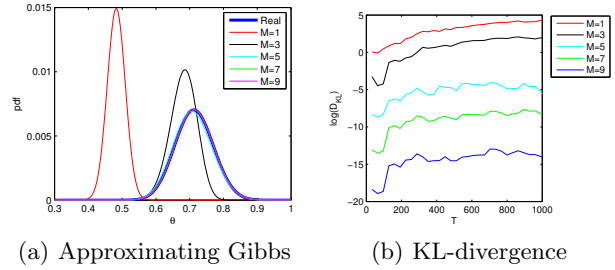 0.015
0.01
0.005
0
pdf
0.3 0.4 0.5 0.6 0.7 0.8 0.9 1
θ
Real
M=1
M=3
M=5
M=7
M=9
5
0
−5
−10
−15
−20
log(D_KL)
0 200 400 600 800 1000
T
M=1
M=3
M=5
M=7
M=9
(a) Approximating Gibbs
(b) KL-divergence